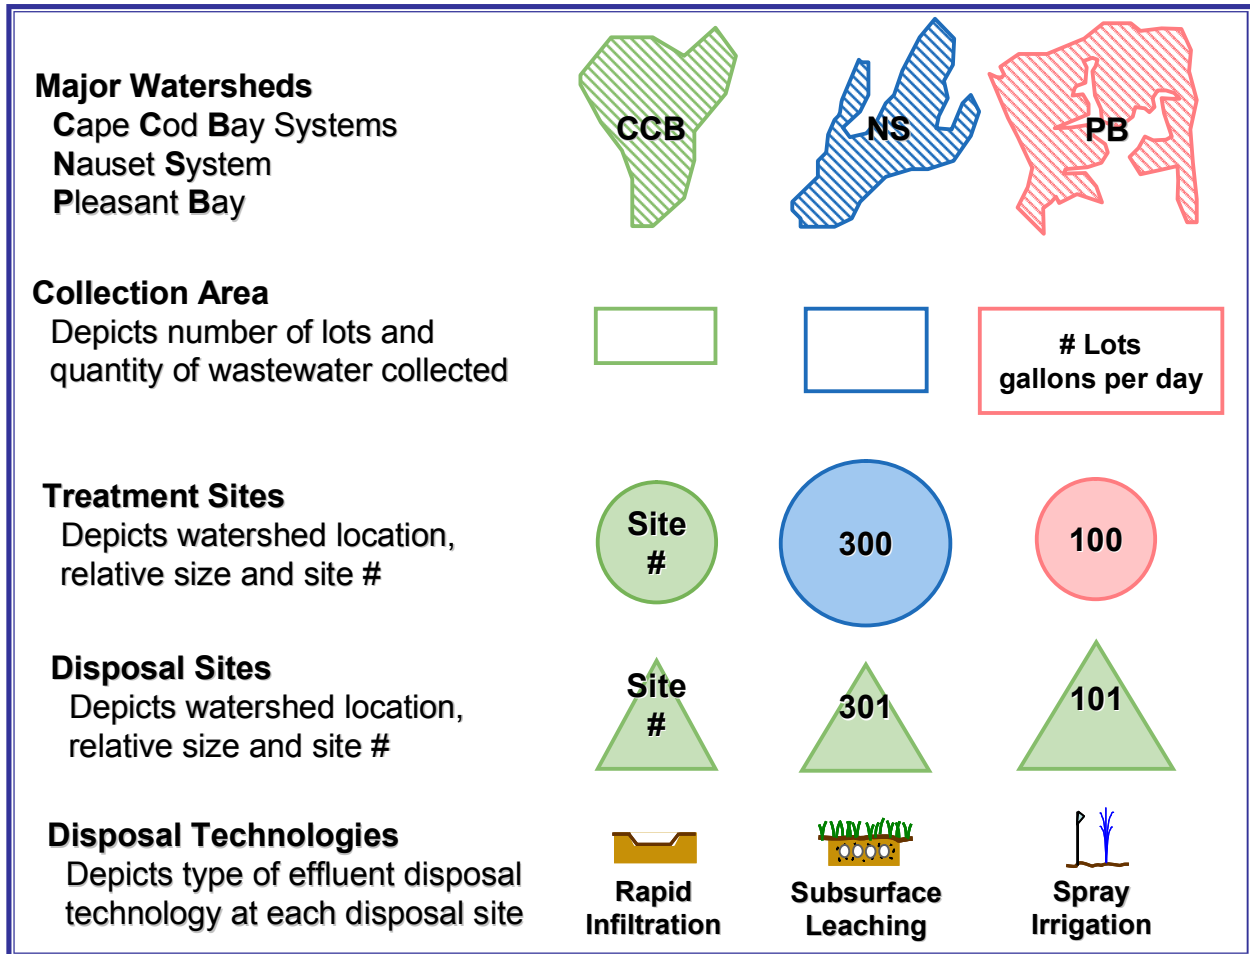 Major Watersheds
Cape Cod Bay Systems
Nauset System
Pleasant Bay
CCB
NS
PB
Collection Area
Depicts number of lots and
quantity of wastewater collected
# Lots
gallons per day
Treatment Sites
Depicts watershed location,
relative size and site #
Site
#
300
100
Disposal Sites
Depicts watershed location,
relative size and site #
Site
#
301
101
Disposal Technologies
Depicts type of effluent disposal
technology at each disposal site
Rapid
Infiltration
Subsurface
Leaching
Spray
Irrigation